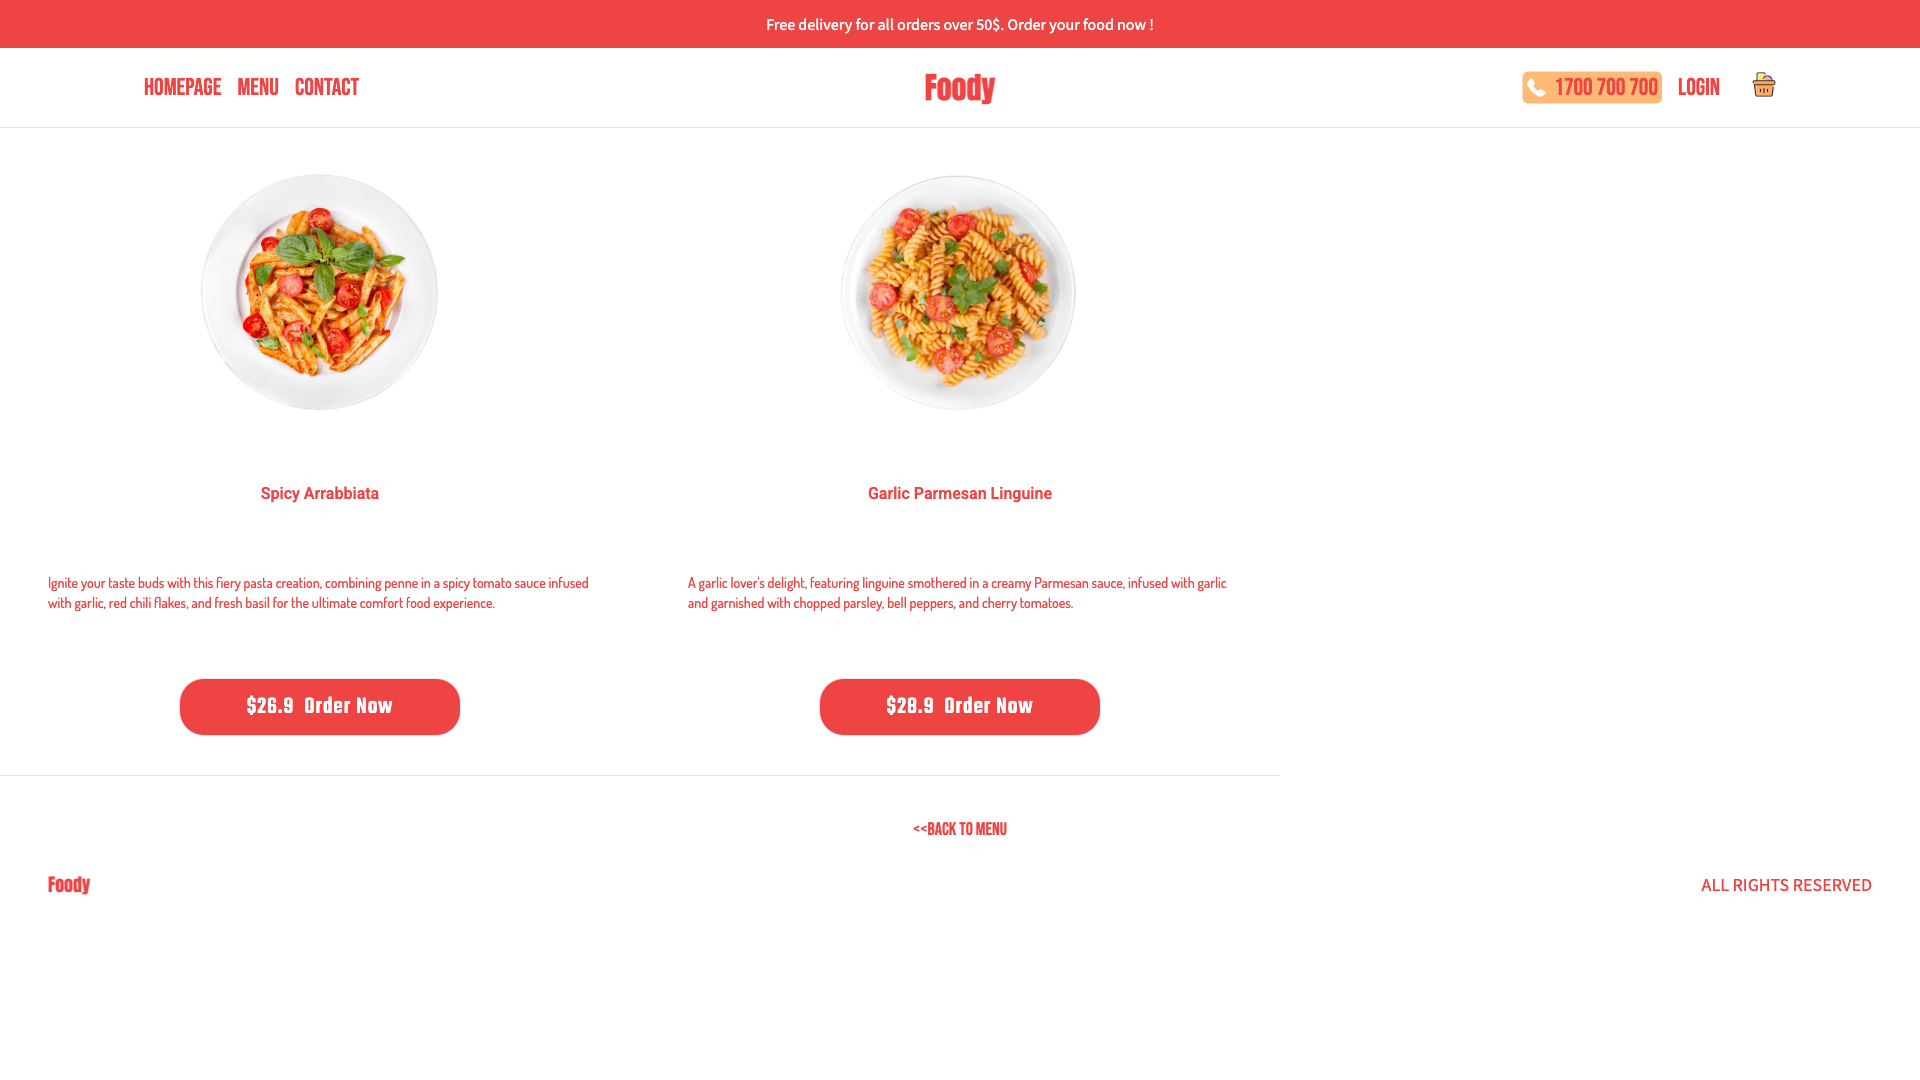 Free delivery for all orders over 50$. Order your food now !
HOMEPAGE MENU CONTACT
Foody
1700 700 700 LOGIN
Spicy Arrabbiata
Ignite your taste buds with this fiery pasta creation, combining penne in a spicy tomato sauce infused
with garlic, red chili flakes, and fresh basil for the ultimate comfort food experience.
$26.9 Order Now
Garlic Parmesan Linguine
A garlic lover's delight, featuring linguine smothered in a creamy Parmesan sauce, infused with garlic
and garnished with chopped parsley, bell peppers, and cherry tomatoes.
$28.9 Order Now
<<BACK TO MENU
Foody
ALL RIGHTS RESERVED